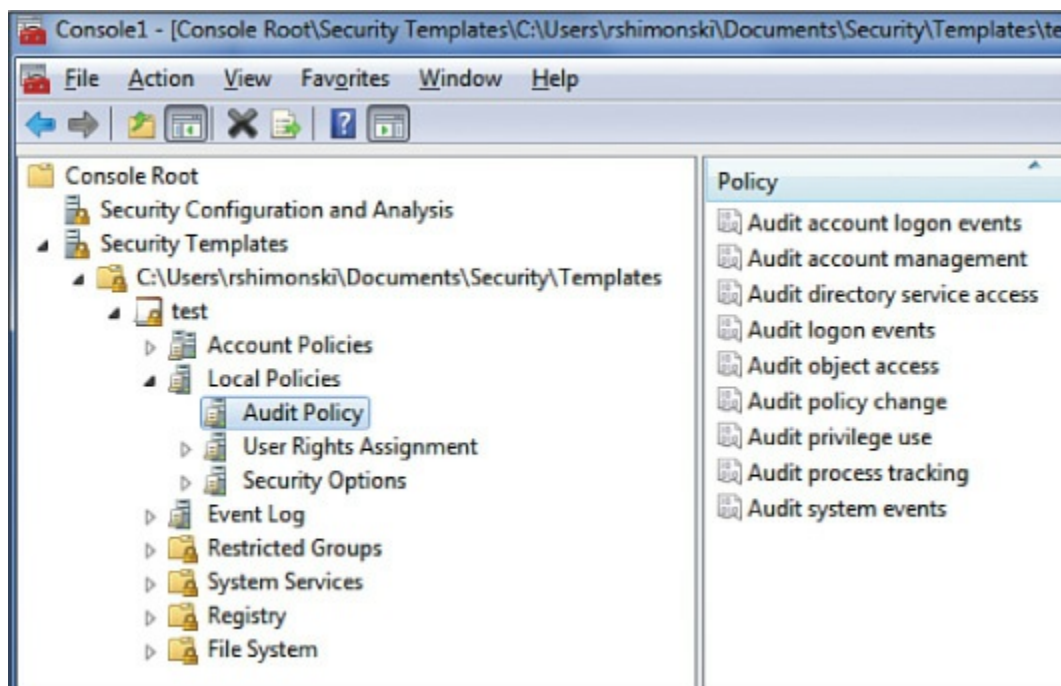 Console1 - [Console Root\Security Templates\C:\Users\rshimonski\Documents\Security\Templates\te
File Action View Favorites Window Help
Console Root
Security Configuration and Analysis
Security Templates
C:\Users\rshimonski\Documents\Security\Templates
test
Account Policies
Local Policies
Audit Policy
User Rights Assignment
Security Options
Event Log
Restricted Groups
System Services
Registry
File System
Policy
Audit account logon events
Audit account management
Audit directory service access
Audit logon events
Audit object access
Audit policy change
Audit privilege use
Audit process tracking
Audit system events